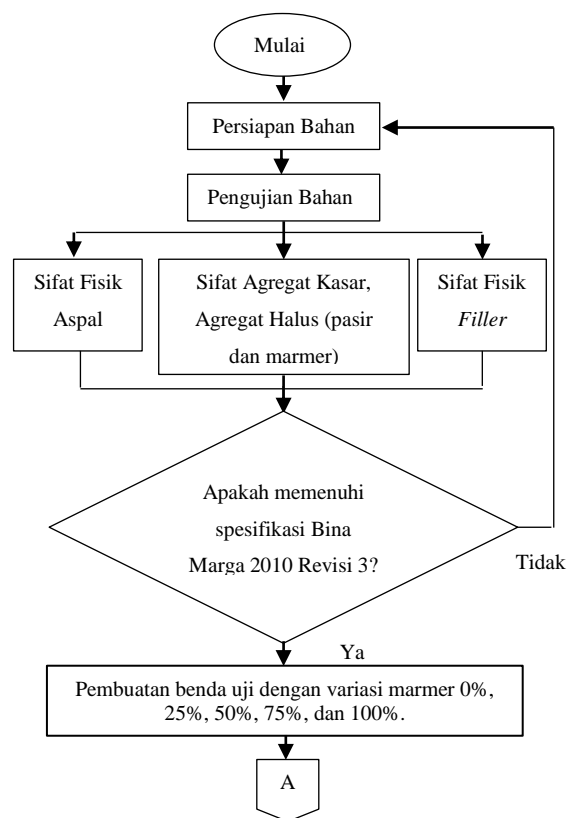 Mulai
Persiapan Bahan
Pengujian Bahan
Sifat Fisik
Aspal
Sifat Agregat Kasar,
Agregat Halus (pasir
dan marmer)
Sifat Fisik
Filler
Apakah memenuhi
spesifikasi Bina
Marga 2010 Revisi 3?
Tidak
Ya
Pembuatan benda uji dengan variasi marmer 0%,
25%, 50%, 75%, dan 100%.
A